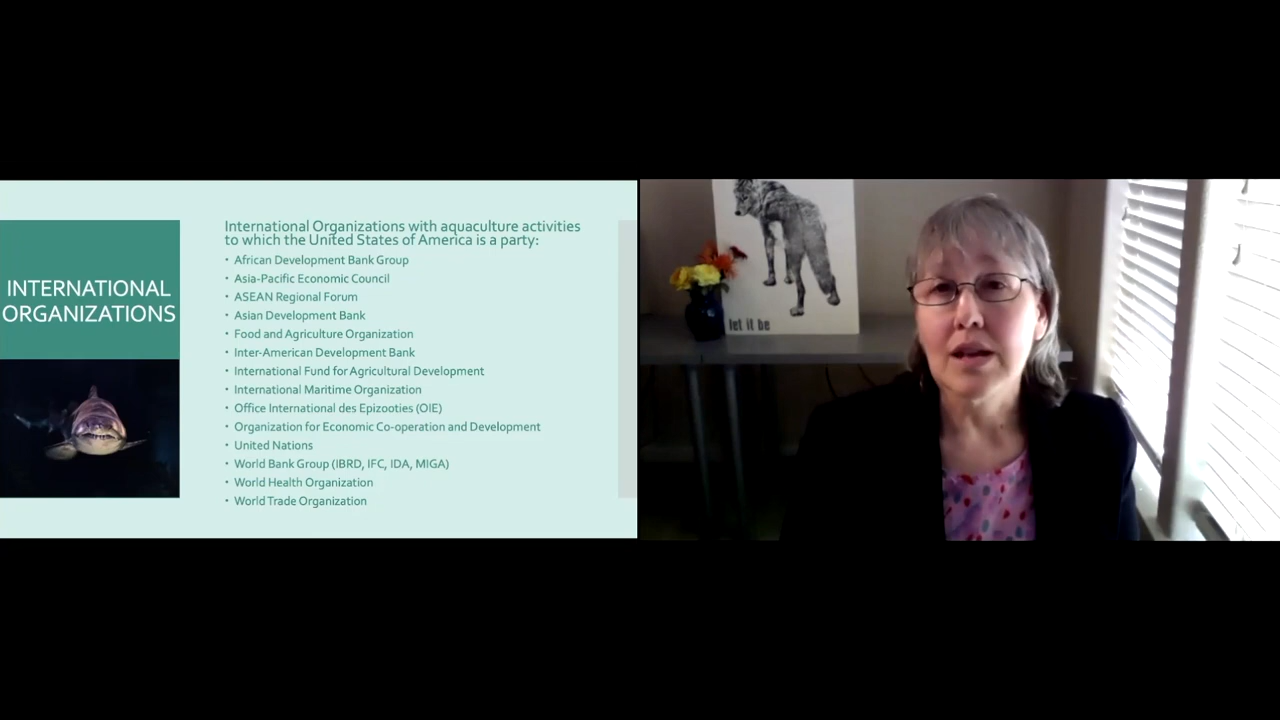 INTERNATIONAL
ORGANIZATIONS
International Organizations with aquaculture activities
to which the United States of America is a party:
• African Development Bank Group
• Asia-Pacific Economic Council
• ASEAN Regional Forum
• Asian Development Bank
• Food and Agriculture Organization
• Inter-American Development Bank
• International Fund for Agricultural Development
• International Maritime Organization
• Office International des Epizooties (OIE)
• Organization for Economic Co-operation and Development
• United Nations
• World Bank Group (IBRD, IFC, IDA, MIGA)
• World Health Organization
• World Trade Organization
let it be